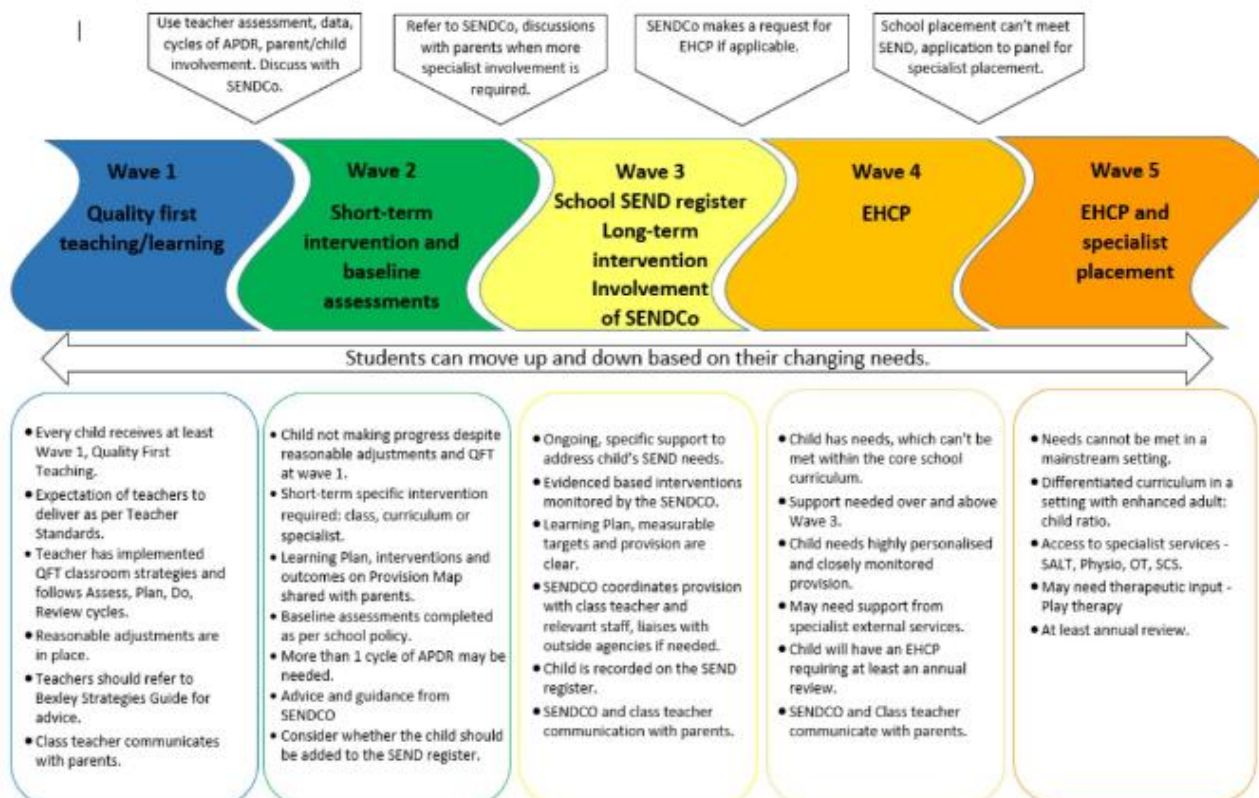 Use teacher assessment, data,
cycles of APDR, parent/child
involvement. Discuss with
SENDCo.
Refer to SENDCo, discussions
with parents when more
specialist involvement is
required.
SENDCo makes a request for
EHCP if applicable.
School placement can't meet
SEND, application to panel for
specialist placement.
Wave 1
Quality first
teaching/learning
Wave 2
Short-term
intervention and
baseline
assessments
Wave 3
School SEND register
Long-term
intervention
Involvement
of SENDCo
Wave 4
EHCP
Wave 5
EHCP and
specialist
placement
Students can move up and down based on their changing needs.
• Every child receives at least
Wave 1, Quality First
Teaching.
• Expectation of teachers to
deliver as per Teacher
Standards.
• Teacher has implemented
QFT classroom strategies and
follows Assess, Plan, Do,
Review cycles.
• Reasonable adjustments are
in place.
• Teachers should refer to
Bexley Strategies Guide for
advice.
• Class teacher communicates
with parents.
• Child not making progress despite
reasonable adjustments and QFT
at wave 1.
• Short-term specific intervention
required: class, curriculum or
specialist.
• Learning Plan, interventions and
outcomes on Provision Map
shared with parents.
• Baseline assessments completed
as per school policy.
• More than 1 cycle of APDR may be
needed.
• Advice and guidance from
SENDCO
• Consider whether the child should
be added to the SEND register.
• Ongoing, specific support to
address child's SEND needs.
• Evidenced based interventions
monitored by the SENDCO.
• Learning Plan, measurable
targets and provision are
clear.
• SENDCO coordinates provision
with class teacher and
relevant staff, liaises with
outside agencies if needed.
• Child is recorded on the SEND
register.
• SENDCO and class teacher
communication with parents.
• Child has needs, which can't be
met within the core school
curriculum.
• Support needed over and above
Wave 3.
• Child needs highly personalised
and closely monitored
provision.
• May need support from
specialist external services.
• Child will have an EHCP
requiring at least an annual
review.
• SENDCO and Class teacher
communicate with parents.
• Needs cannot be met in a
mainstream setting.
• Differentiated curriculum in a
setting with enhanced adult:
child ratio.
• Access to specialist services -
SALT, Physio, OT, SCS.
• May need therapeutic input -
Play therapy
• At least annual review.